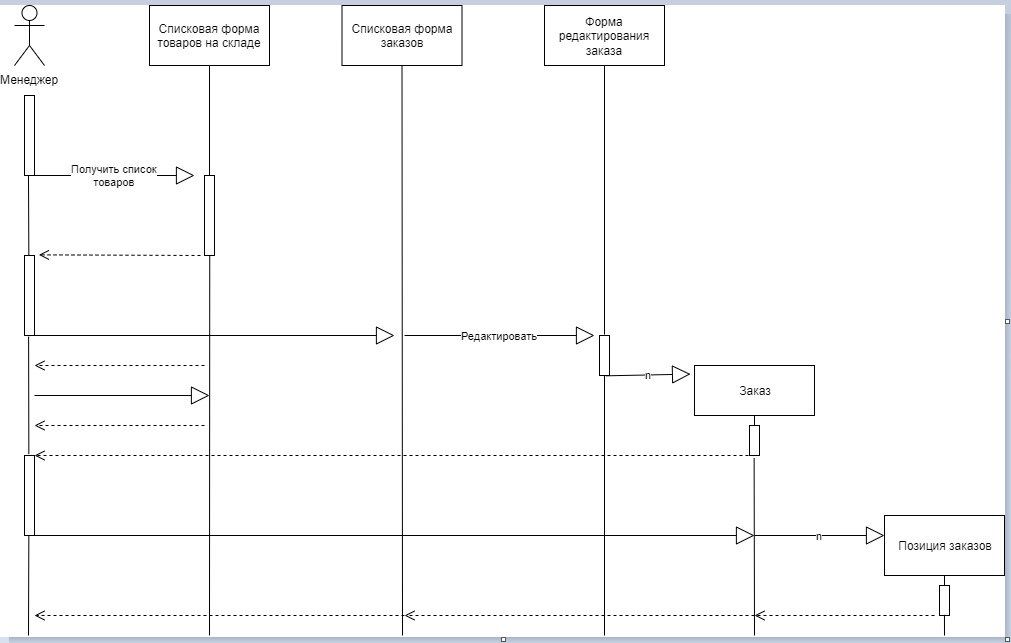 Списковая форма
товаров на складе
Списковая форма
заказов
Форма
редактирования
заказа
Менеджер
Получить список
товаров
Редактировать
n
Заказ
n
Позиция заказов